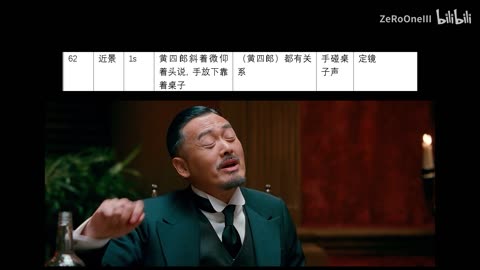 ZeRoOneIII bilibili
62 近景 1s 黄四郎斜着微仰 （黄四郎）都有关 手碰桌 定镜
着头说，手放下靠 系 子声
着桌子